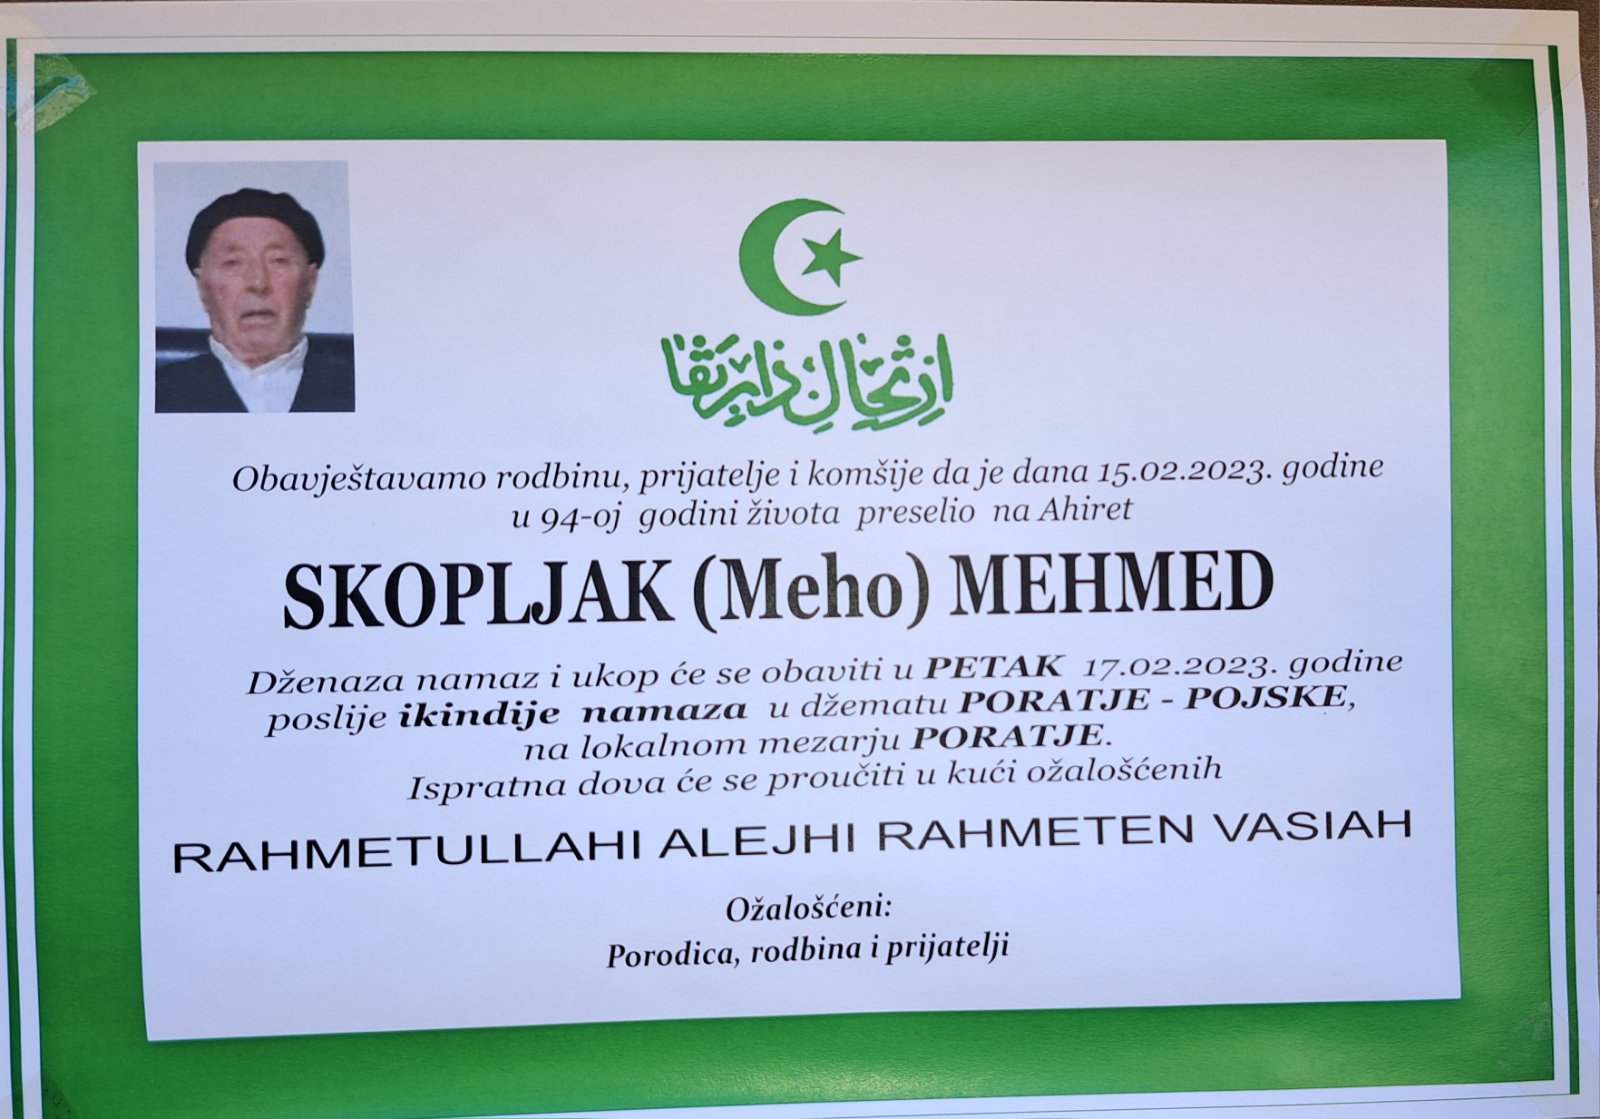 ارتحال دار بقا
Obavještavamo rodbinu, prijatelje i komšije da je dana 15.02.2023. godine
u 94-oj godini života preselio na Ahiret
SKOPLJAK (Meho) MEHMED
Dženaza namaz i ukop će se obaviti u PETAK 17.02.2023. godine
poslije ikindije namaza u džematu PORATJE - POJSKE,
na lokalnom mezarju PORATJE.
Ispratna dova će se proučiti u kući ožalošćenih
RAHMETULLAHI ALEJHI RAHMETEN VASIAH
Ožalošćeni:
Porodica, rodbina i prijatelji